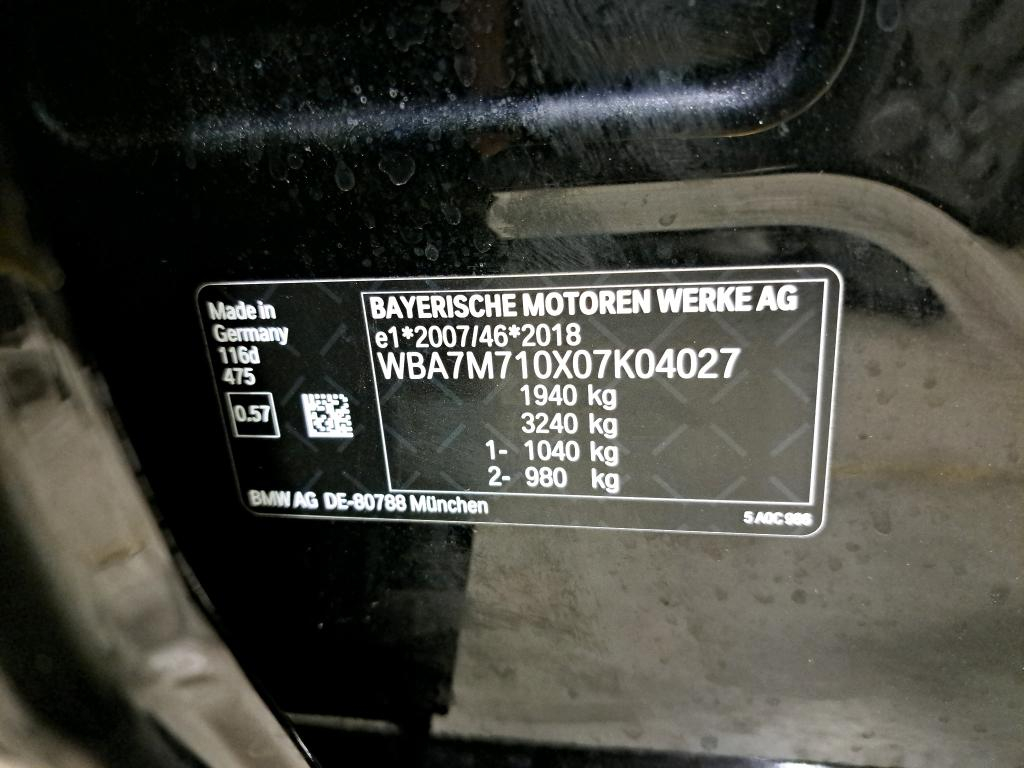 Made in
Germany
116d
475
0.57
BAYERISCHE MOTOREN WERKE AG
e1*2007/46*2018
WBA7M710X07K04027
1940 kg
3240 kg
1- 1040 kg
2- 980 kg
BMW AG DE-80788 München